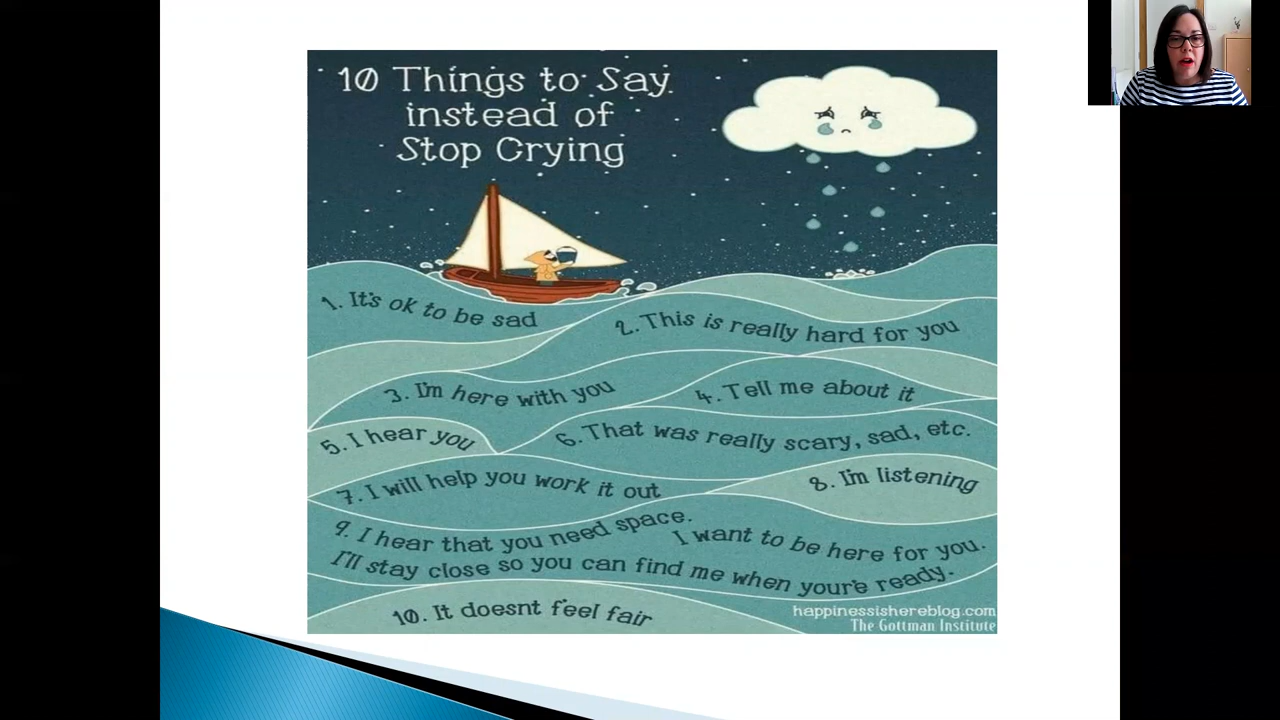 10 Things to Say
instead of
Stop Crying
1. It's ok to be sad
2. This is really hard for you
3. I'm here with you
4. Tell me about it
5. I hear you
6. That was really scary, sad, etc.
7. I will help you work it out
8. I'm listening
9. I hear that you need space.
I want to be here for you.
I'll stay close so you can find me when your'e ready.
10. It doesnt feel fair
happinessishereblog.com
The Gottman Institute